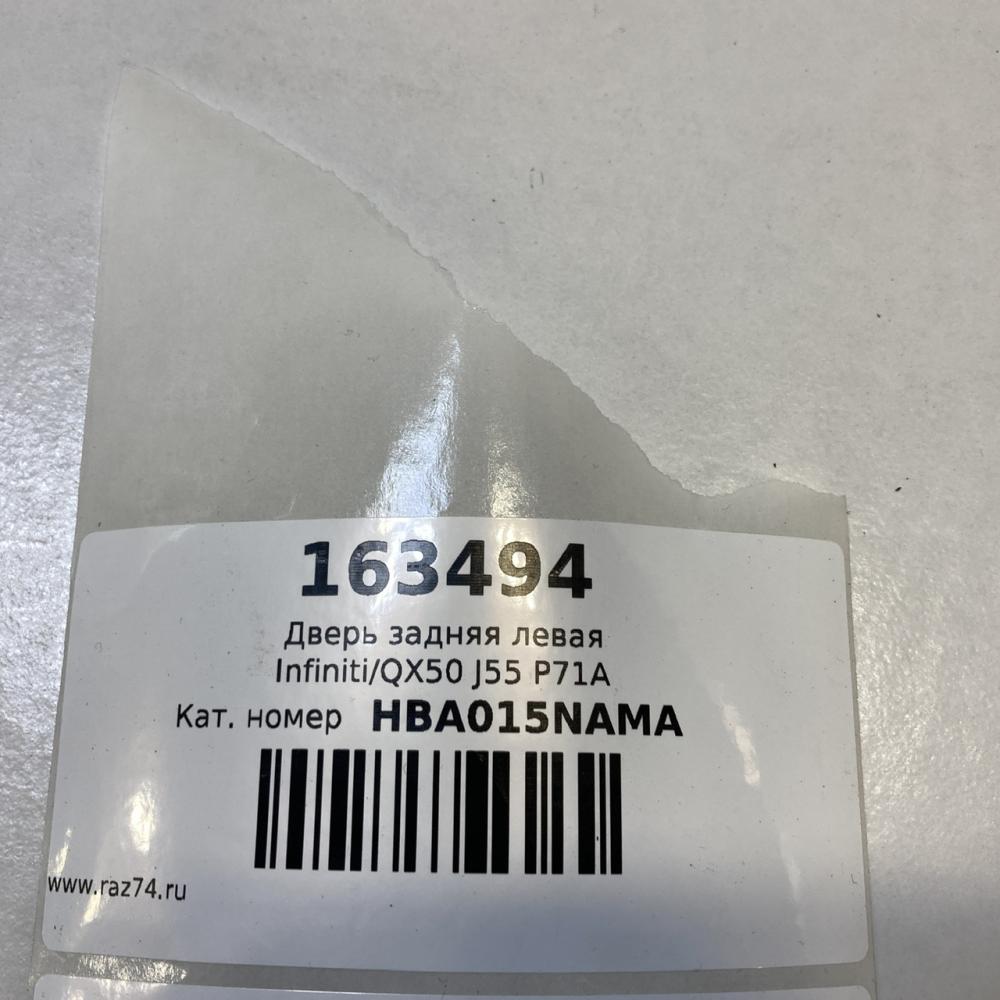 163494
Дверь задняя левая
Infiniti/QX50 J55 P71A
Кат. номер HBA015NAMA
www.raz74.ru